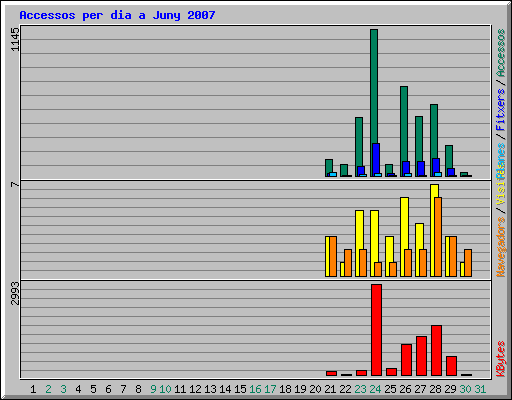 Accessos per dia a Juny 2007
1145
7
2993
Planes / Fitxers / Accessos
Navegadors / Visites
KBytes
1 2 3 4 5 6 7 8 9 10 11 12 13 14 15 16 17 18 19 20 21 22 23 24 25 26 27 28 29 30 31